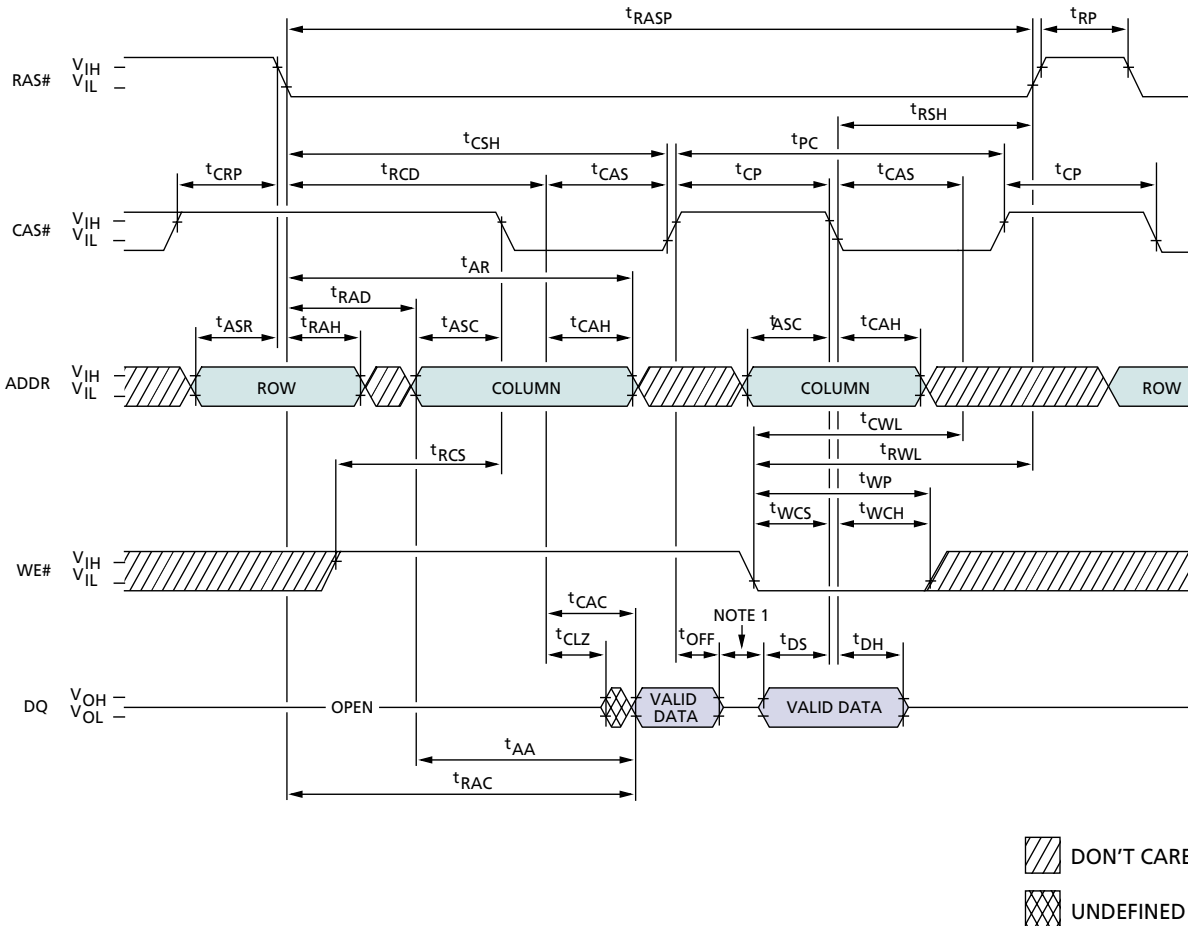 tRASP
tRP
RAS#
VIH
VIL
tRSH
tCSH
tPC
tCRP
tRCD
tCAS
tCP
tCAS
tCP
CAS#
VIH
VIL
tAR
tRAD
tASR
tRAH
tASC
tCAH
tASC
tCAH
ADDR
VIH
VIL
ROW
COLUMN
COLUMN
ROW
tCWL
tRCS
tRWL
tWP
tWCS
tWCH
WE#
VIH
VIL
tCAC
NOTE 1
tCLZ
tOFF
tDS
tDH
DQ
VOH
VOL
OPEN
VALID
DATA
VALID DATA
tAA
tRAC
DON'T CARE
UNDEFINED